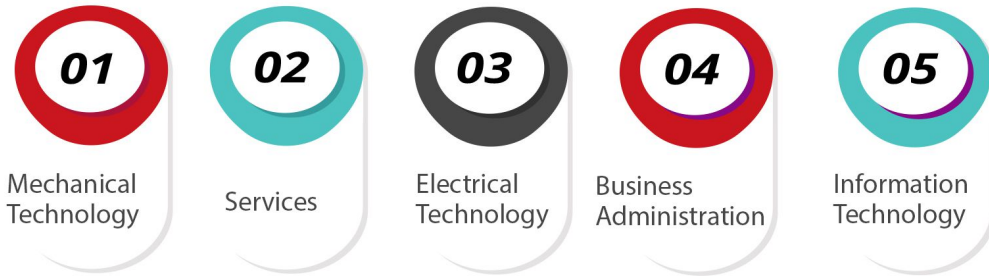 01
Mechanical
Technology
02
Services
03
Electrical
Technology
04
Business
Administration
05
Information
Technology